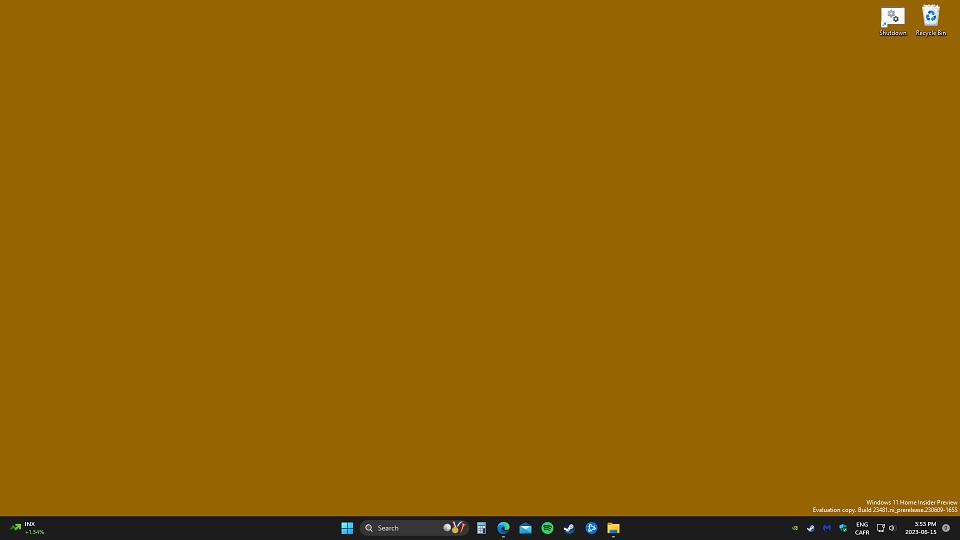 Shutdown
Recycle Bin
Windows 11 Home Insider Preview
Evaluation copy. Build 23481.ni_prerelease.230609-1655
INX
+1.34%
Search
ENG
CAFR
3:53 PM
2023-06-15